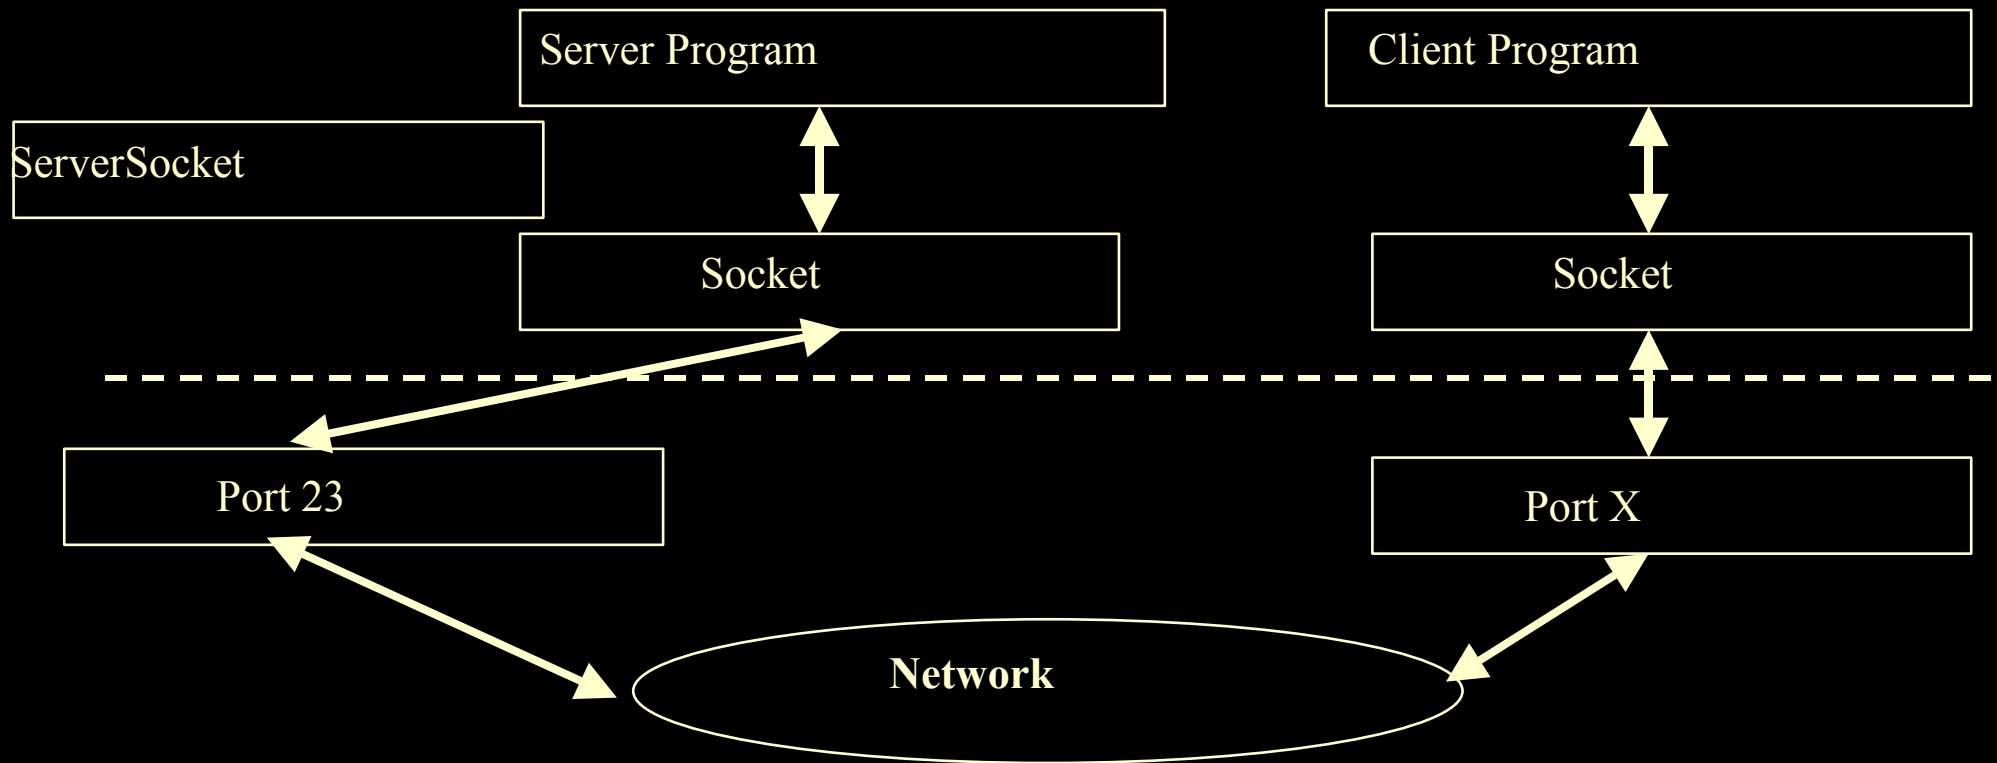 Server Program
Client Program
ServerSocket
Socket
Socket
Port 23
Port X
Network